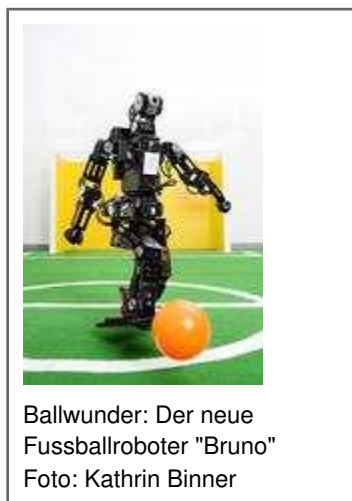 Ballwunder: Der neue
Fussballroboter "Bruno"
Foto: Kathrin Binner